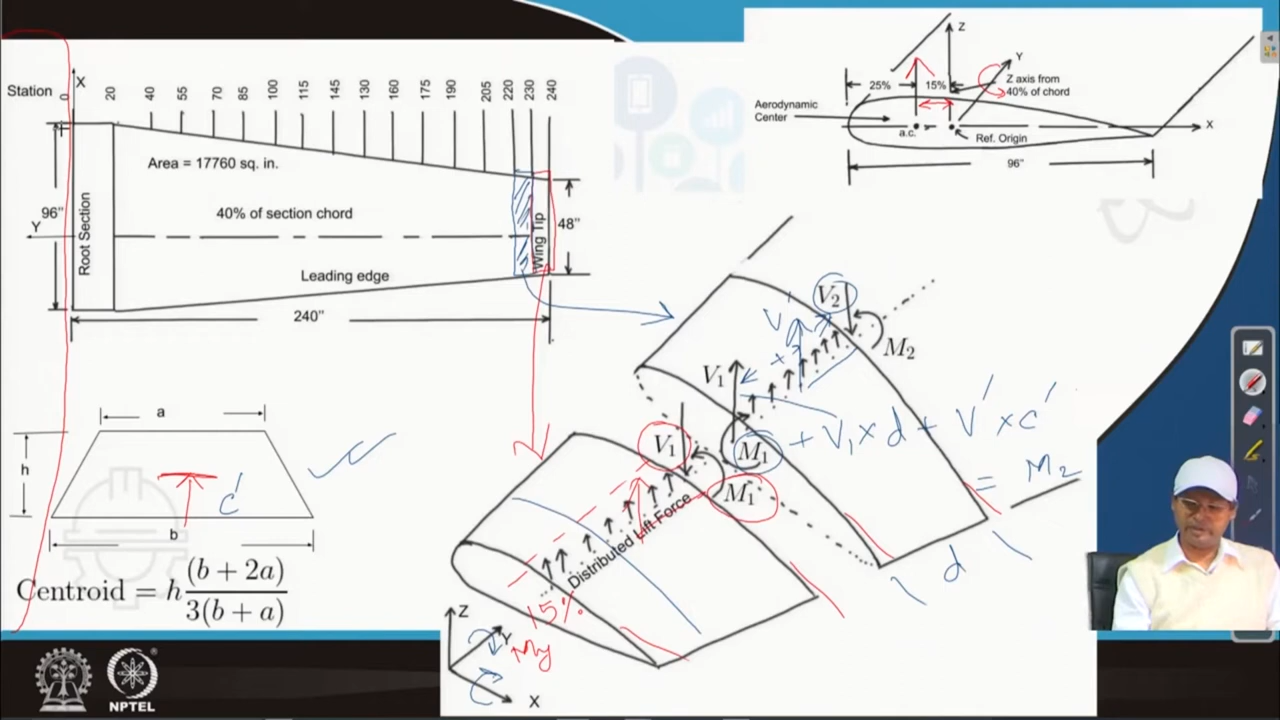 Station
X
0
20
40
55
70
85
100
115
145
130
160
175
190
205
220
230
240
Area = 17760 sq. in.
96"
Y
Root Section
40% of section chord
Wing Tip
48"
Leading edge
240"
a
h
c'
b
Centroid = h (b + 2a) / 3(b + a)
Z
Y
25%
15%
Z axis from
40% of chord
Aerodynamic
Center
a.c.
Ref. Origin
X
96"
V2
M2
V1
M1
+ V1 x d + V' x c'
= M2
d
V1
M1
Distributed Lift Force
15%
My
Z
Y
X
NPTEL